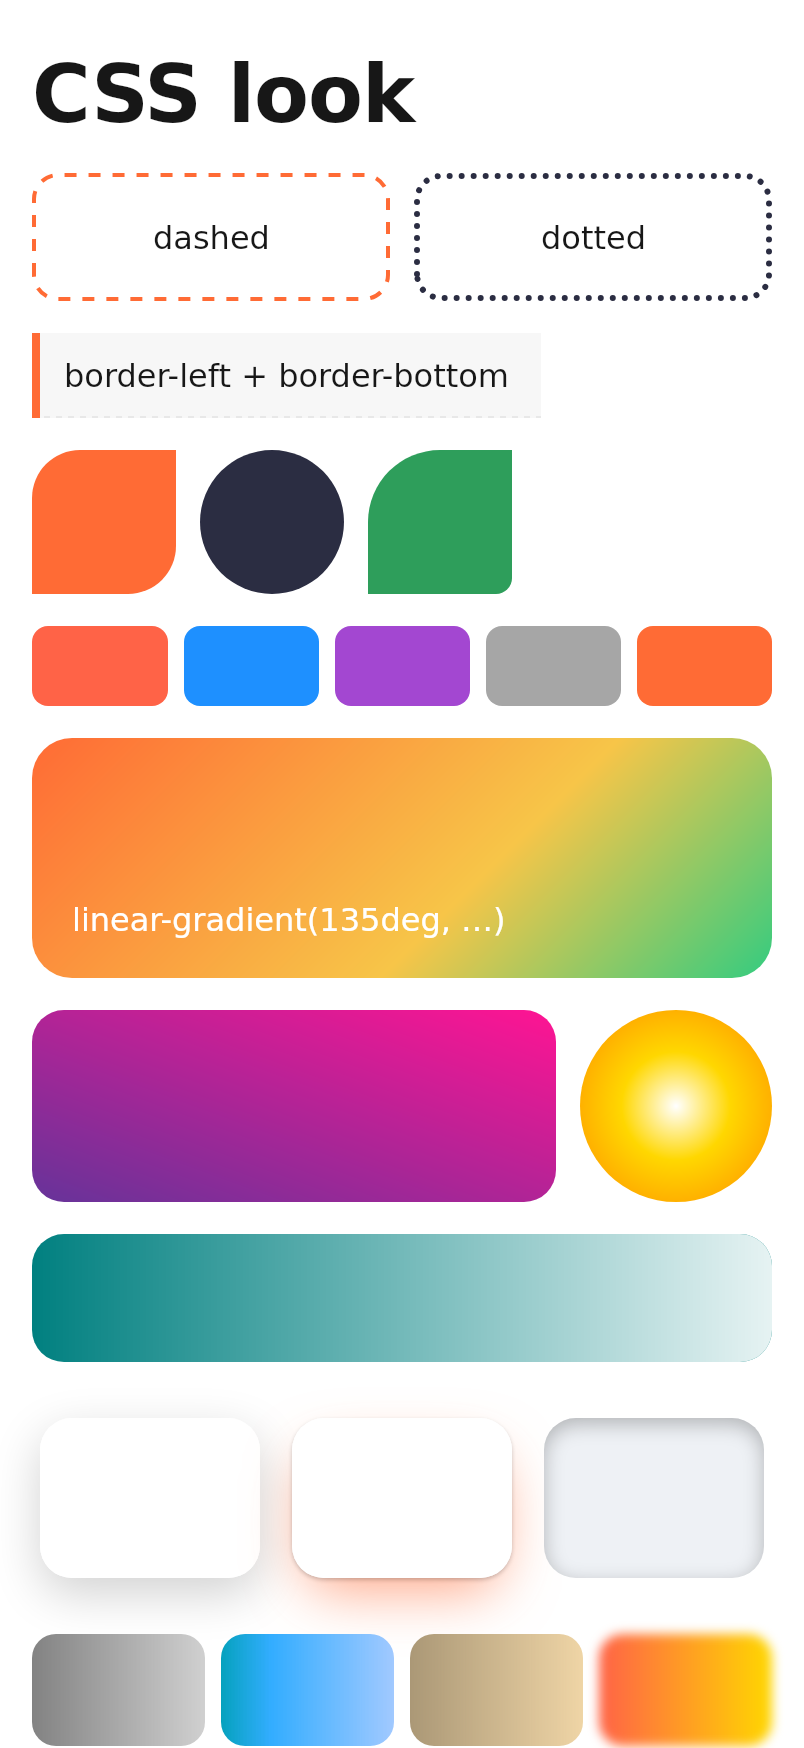 CSS look
dashed
dotted
border-left + border-bottom
linear-gradient(135deg, …)